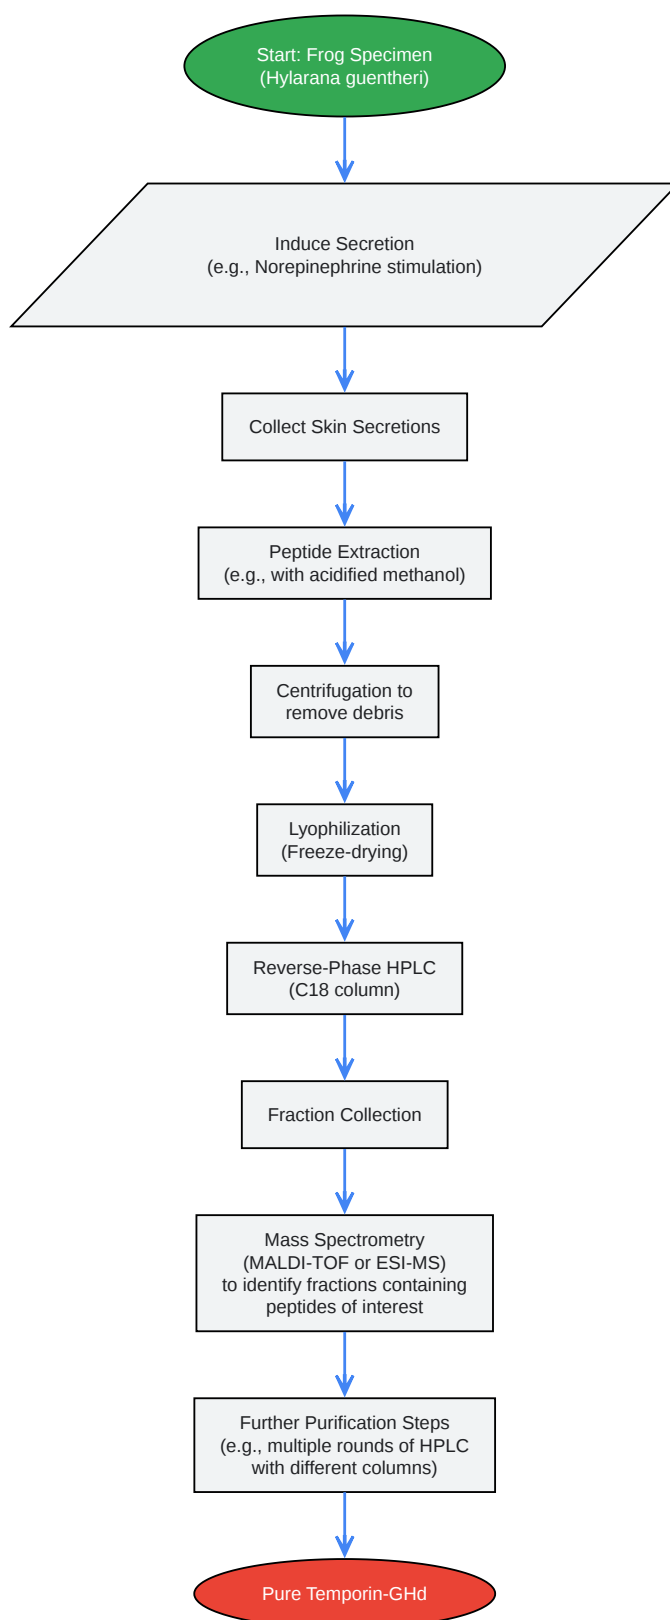 Start: Frog Specimen
(Hylarana guentheri)
Induce Secretion
(e.g., Norepinephrine stimulation)
Collect Skin Secretions
Peptide Extraction
(e.g., with acidified methanol)
Centrifugation to
remove debris
Lyophilization
(Freeze-drying)
Reverse-Phase HPLC
(C18 column)
Fraction Collection
Mass Spectrometry
(MALDI-TOF or ESI-MS)
to identify fractions containing
peptides of interest
Further Purification Steps
(e.g., multiple rounds of HPLC
with different columns)
Pure Temporin-GHd